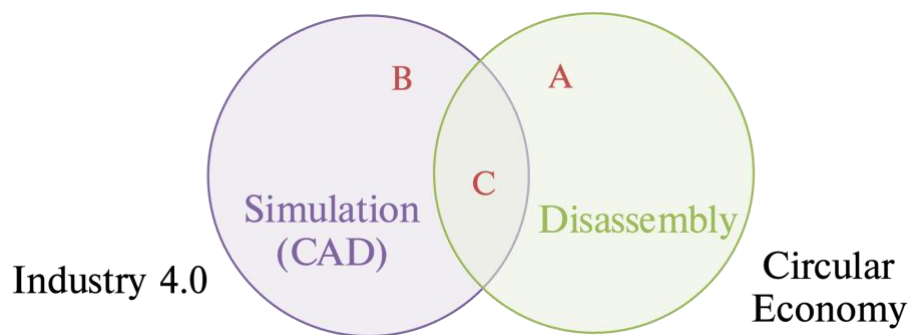 B
A
C
Simulation
(CAD)
Disassembly
Industry 4.0
Circular
Economy